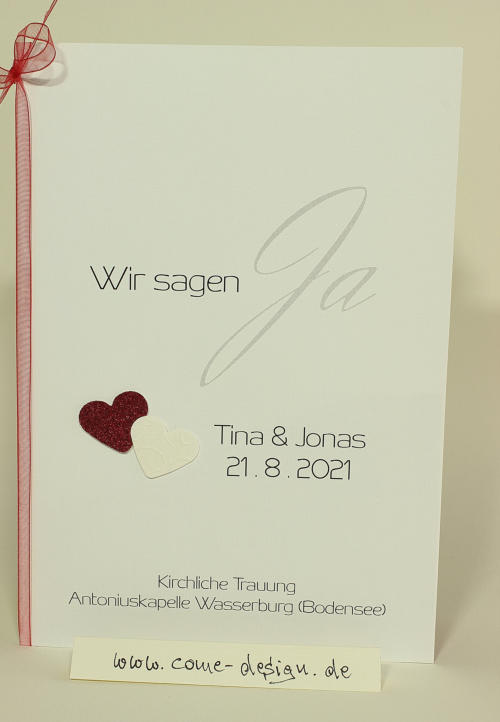 Wir sagen Ja
Tina & Jonas
21.8.2021
Kirchliche Trauung
Antoniuskapelle Wasserburg (Bodensee)
www.come-design.de